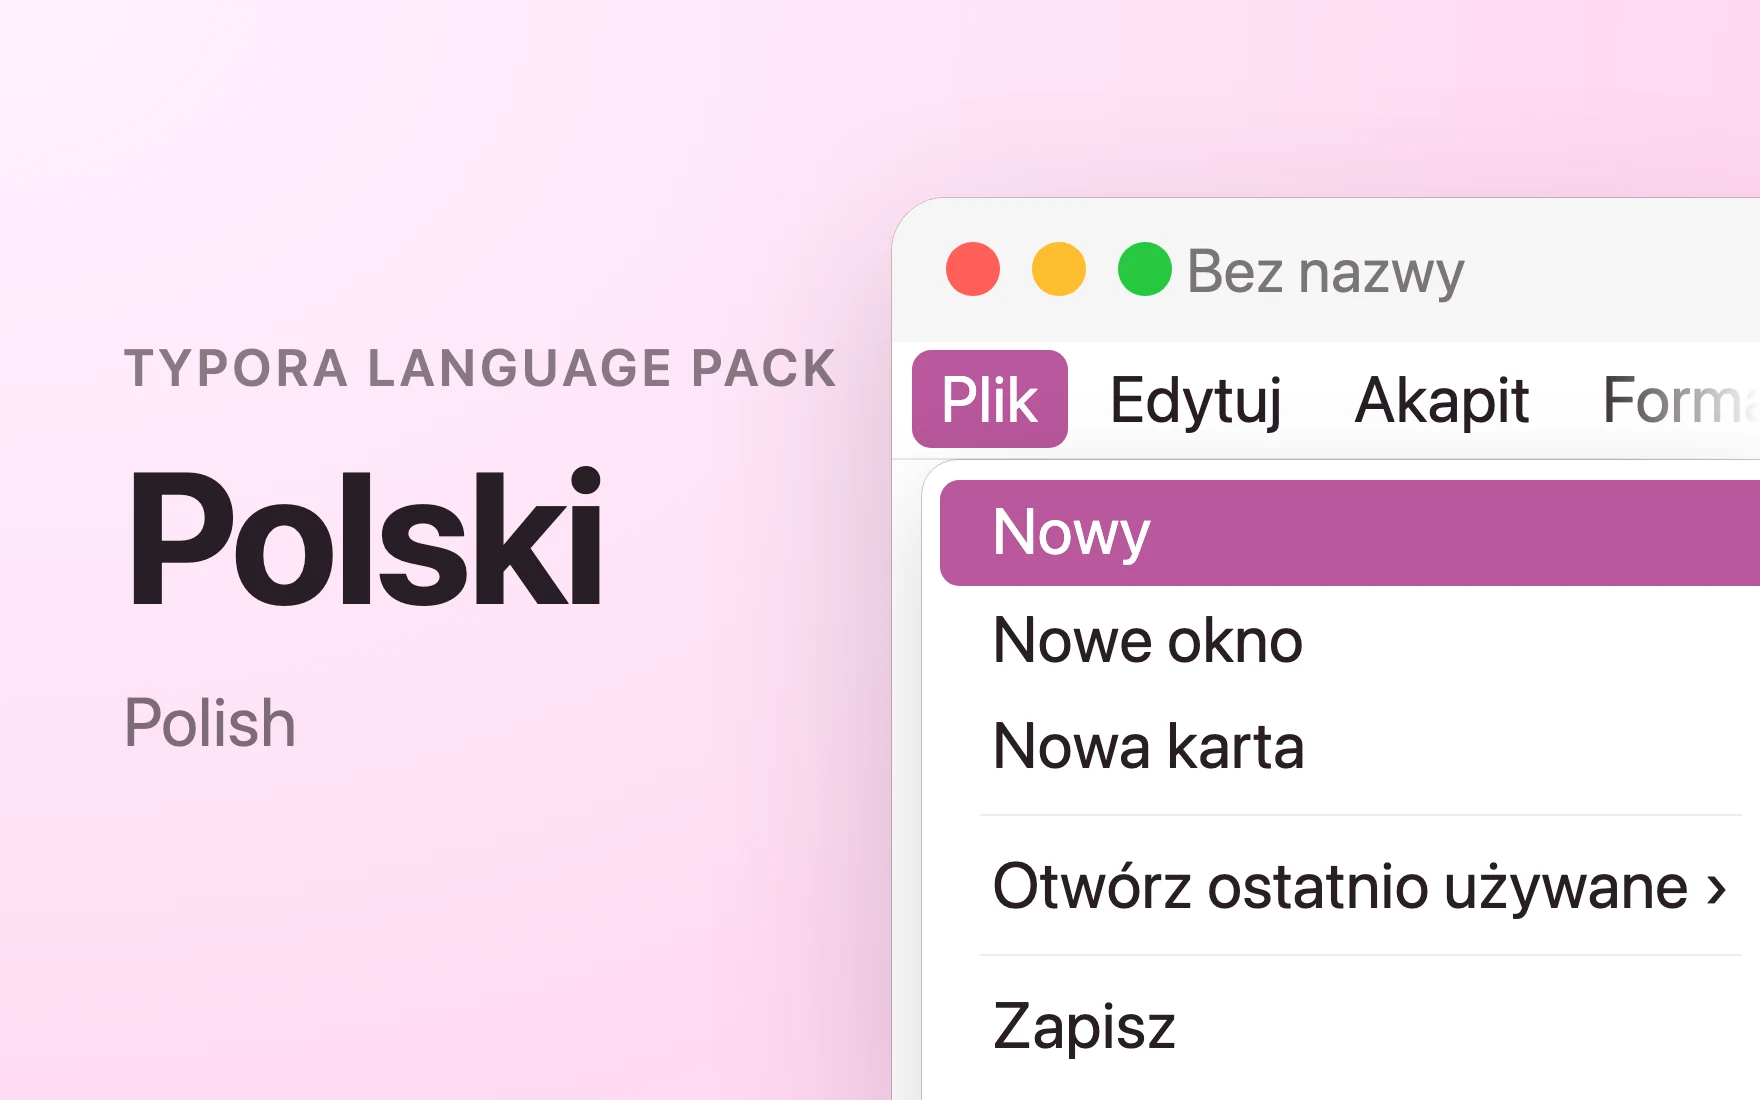 TYPORA LANGUAGE PACK
Polski
Polish
Bez nazwy
Plik Edytuj Akapit
Nowy
Nowe okno
Nowa karta
Otwórz ostatnio używane ›
Zapisz